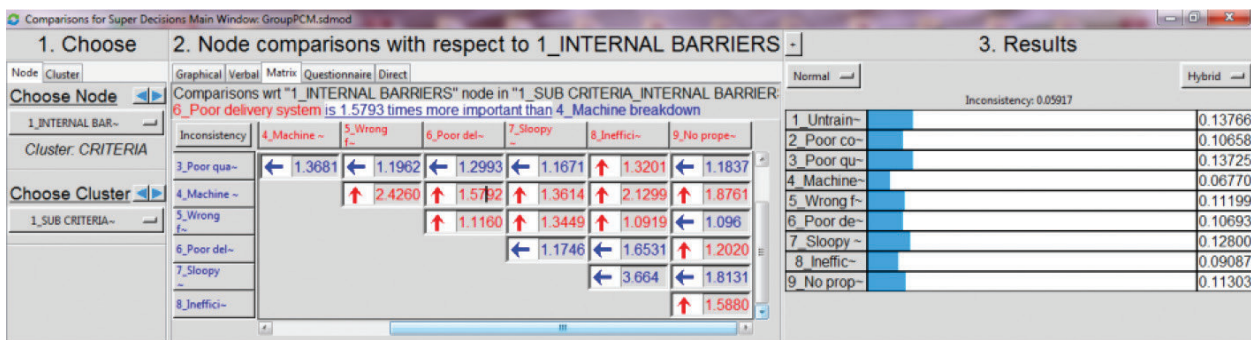 Comparisons for Super Decisions Main Window: GroupPCM.sdmod
1. Choose
Node Cluster
Choose Node
1_INTERNAL BAR~
Cluster: CRITERIA
Choose Cluster
1_SUB CRITERIA~
2. Node comparisons with respect to 1_INTERNAL BARRIERS
Graphical Verbal Matrix Questionnaire Direct
Comparisons wrt "1_INTERNAL BARRIERS" node in "1_SUB CRITERIA_INTERNAL BARRIER
6_Poor delivery system is 1.5793 times more important than 4_Machine breakdown
Inconsistency 4_Machine ~ 5_Wrong f~ 6_Poor del~ 7_Sloopy ~ 8_Ineffici~ 9_No prope~
3_Poor qua~ 1.3681 1.1962 1.2993 1.1671 1.3201 1.1837
4_Machine ~ 2.4260 1.5792 1.3614 2.1299 1.8761
5_Wrong f~ 1.1160 1.3449 1.0919 1.096
6_Poor del~ 1.1746 1.6531 1.2020
7_Sloopy ~ 3.664 1.8131
8_Ineffici~ 1.5880
+
3. Results
Normal Hybrid
Inconsistency: 0.05917
1_Untrain~ 0.13766
2_Poor co~ 0.10658
3_Poor qu~ 0.13725
4_Machine~ 0.06770
5_Wrong f~ 0.11199
6_Poor de~ 0.10693
7_Sloopy ~ 0.12800
8_Ineffic~ 0.09087
9_No prop~ 0.11303